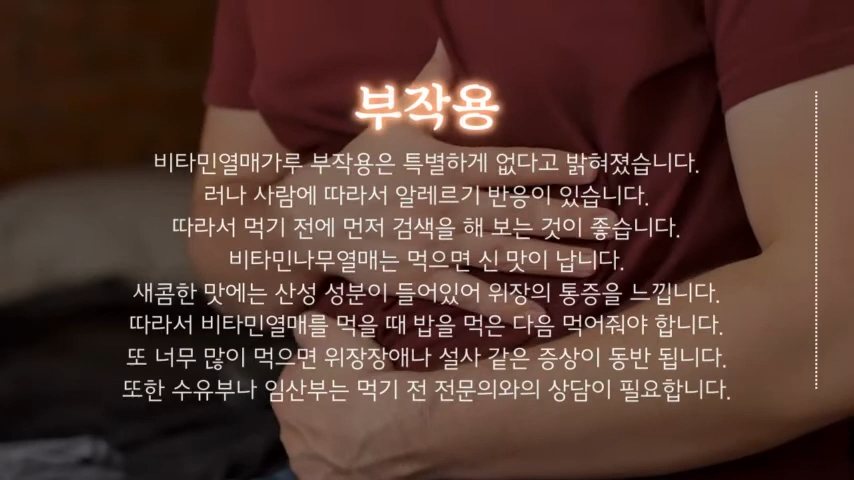 부작용
비타민열매가루 부작용은 특별하게 없다고 밝혀졌습니다.
러나 사람에 따라서 알레르기 반응이 있습니다.
따라서 먹기 전에 먼저 검색을 해 보는 것이 좋습니다.
비타민나무열매는 먹으면 신 맛이 납니다.
새콤한 맛에는 산성 성분이 들어있어 위장의 통증을 느낍니다.
따라서 비타민열매를 먹을 때 밥을 먹은 다음 먹어줘야 합니다.
또 너무 많이 먹으면 위장장애나 설사 같은 증상이 동반 됩니다.
또한 수유부나 임산부는 먹기 전 전문의와의 상담이 필요합니다.